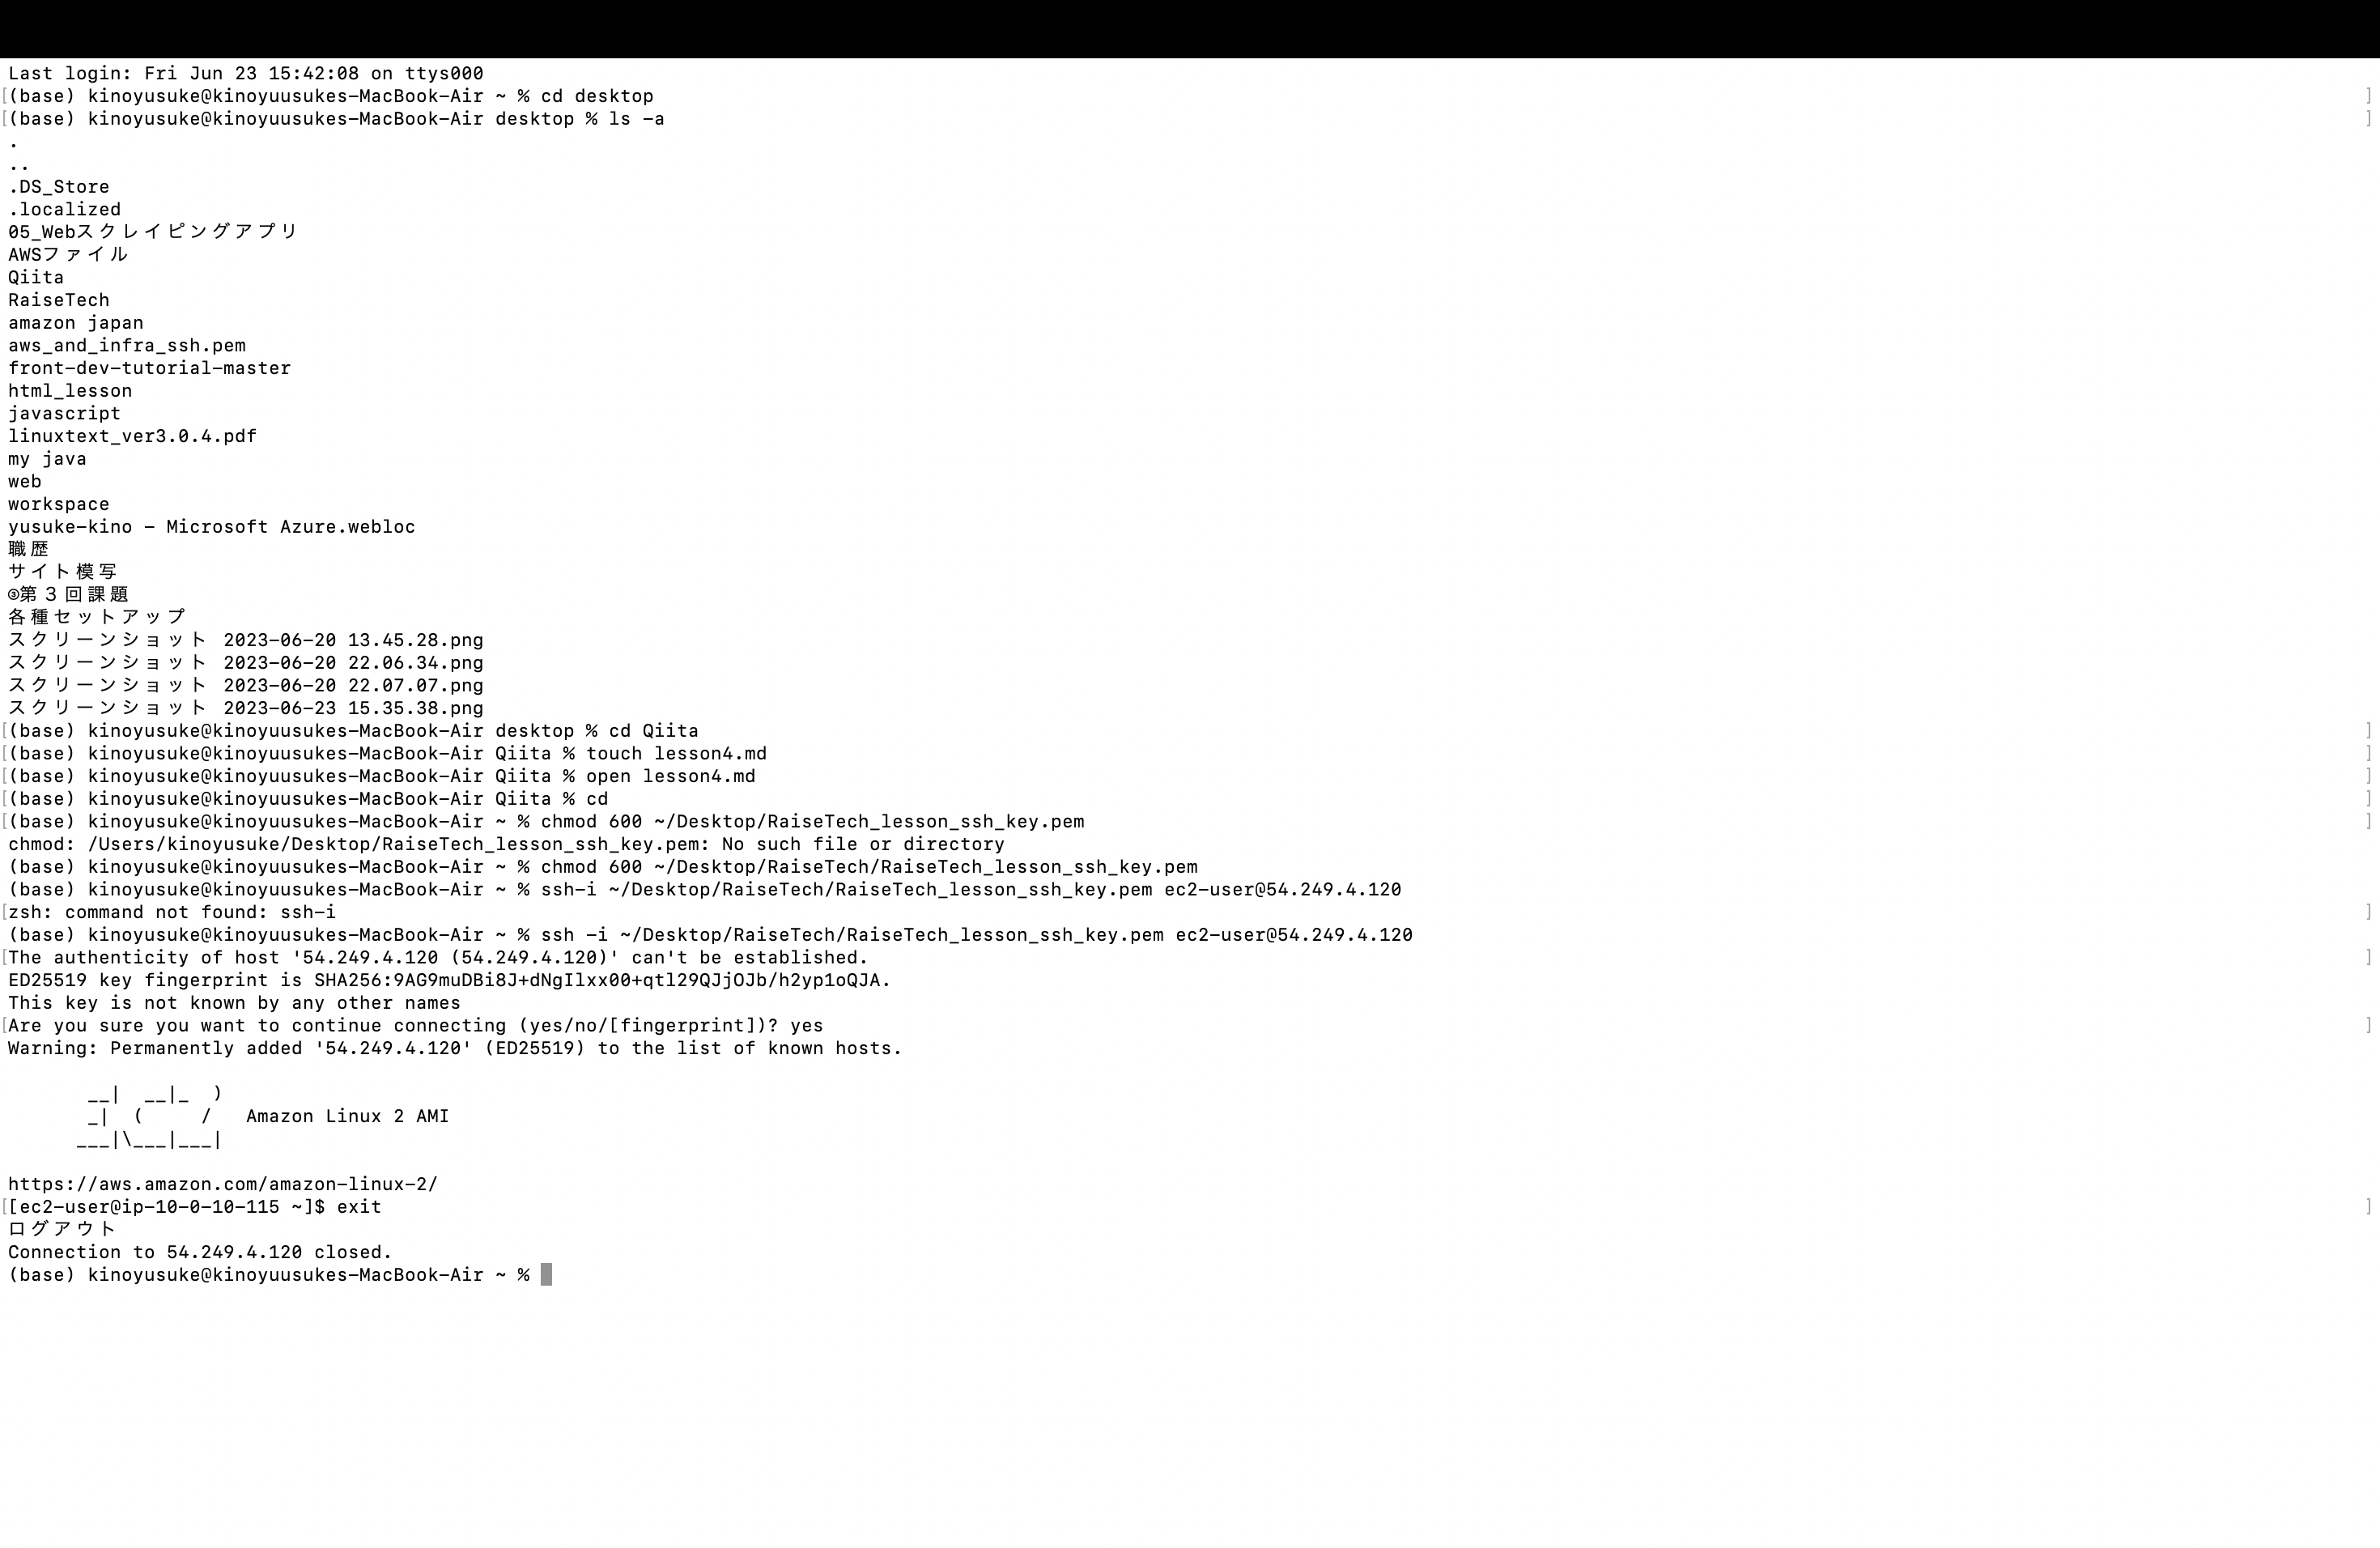 Last login: Fri Jun 23 15:42:08 on ttys000
[(base) kinoyusuke@kinoyuusukes-MacBook-Air ~ % cd desktop ]
[(base) kinoyusuke@kinoyuusukes-MacBook-Air desktop % ls -a ]
.
..
.DS_Store
.localized
05_Webスクレイピングアプリ
AWSファイル
Qiita
RaiseTech
amazon japan
aws_and_infra_ssh.pem
front-dev-tutorial-master
html_lesson
javascript
linuxtext_ver3.0.4.pdf
my java
web
workspace
yusuke-kino - Microsoft Azure.webloc
職歴
サイト模写
③第３回課題
各種セットアップ
スクリーンショット 2023-06-20 13.45.28.png
スクリーンショット 2023-06-20 22.06.34.png
スクリーンショット 2023-06-20 22.07.07.png
スクリーンショット 2023-06-23 15.35.38.png
[(base) kinoyusuke@kinoyuusukes-MacBook-Air desktop % cd Qiita ]
[(base) kinoyusuke@kinoyuusukes-MacBook-Air Qiita % touch lesson4.md ]
[(base) kinoyusuke@kinoyuusukes-MacBook-Air Qiita % open lesson4.md ]
[(base) kinoyusuke@kinoyuusukes-MacBook-Air Qiita % cd ]
[(base) kinoyusuke@kinoyuusukes-MacBook-Air ~ % chmod 600 ~/Desktop/RaiseTech_lesson_ssh_key.pem ]
chmod: /Users/kinoyusuke/Desktop/RaiseTech_lesson_ssh_key.pem: No such file or directory
(base) kinoyusuke@kinoyuusukes-MacBook-Air ~ % chmod 600 ~/Desktop/RaiseTech/RaiseTech_lesson_ssh_key.pem
(base) kinoyusuke@kinoyuusukes-MacBook-Air ~ % ssh-i ~/Desktop/RaiseTech/RaiseTech_lesson_ssh_key.pem ec2-user@54.249.4.120
[zsh: command not found: ssh-i ]
(base) kinoyusuke@kinoyuusukes-MacBook-Air ~ % ssh -i ~/Desktop/RaiseTech/RaiseTech_lesson_ssh_key.pem ec2-user@54.249.4.120
[The authenticity of host '54.249.4.120 (54.249.4.120)' can't be established. ]
ED25519 key fingerprint is SHA256:9AG9muDBi8J+dNgIlxx00+qtl29QJjOJb/h2yp1oQJA.
This key is not known by any other names
[Are you sure you want to continue connecting (yes/no/[fingerprint])? yes ]
Warning: Permanently added '54.249.4.120' (ED25519) to the list of known hosts.
       __|  __|_  )
       _|  (     /   Amazon Linux 2 AMI
      ___|\___|___|
https://aws.amazon.com/amazon-linux-2/
[[ec2-user@ip-10-0-10-115 ~]$ exit ]
ログアウト
Connection to 54.249.4.120 closed.
(base) kinoyusuke@kinoyuusukes-MacBook-Air ~ %